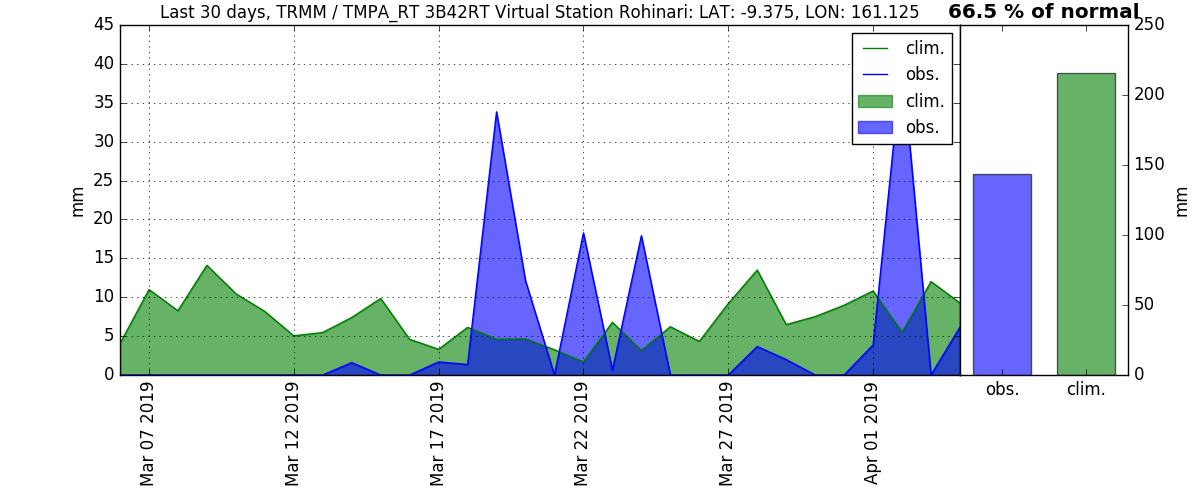 Last 30 days, TRMM / TMPA_RT 3B42RT Virtual Station Rohinari: LAT: -9.375, LON: 161.125
66.5 % of normal
45
40
35
30
25
20
15
10
5
0
mm
clim.
obs.
clim.
obs.
Mar 07 2019
Mar 12 2019
Mar 17 2019
Mar 22 2019
Mar 27 2019
Apr 01 2019
250
200
150
100
50
0
mm
obs.
clim.